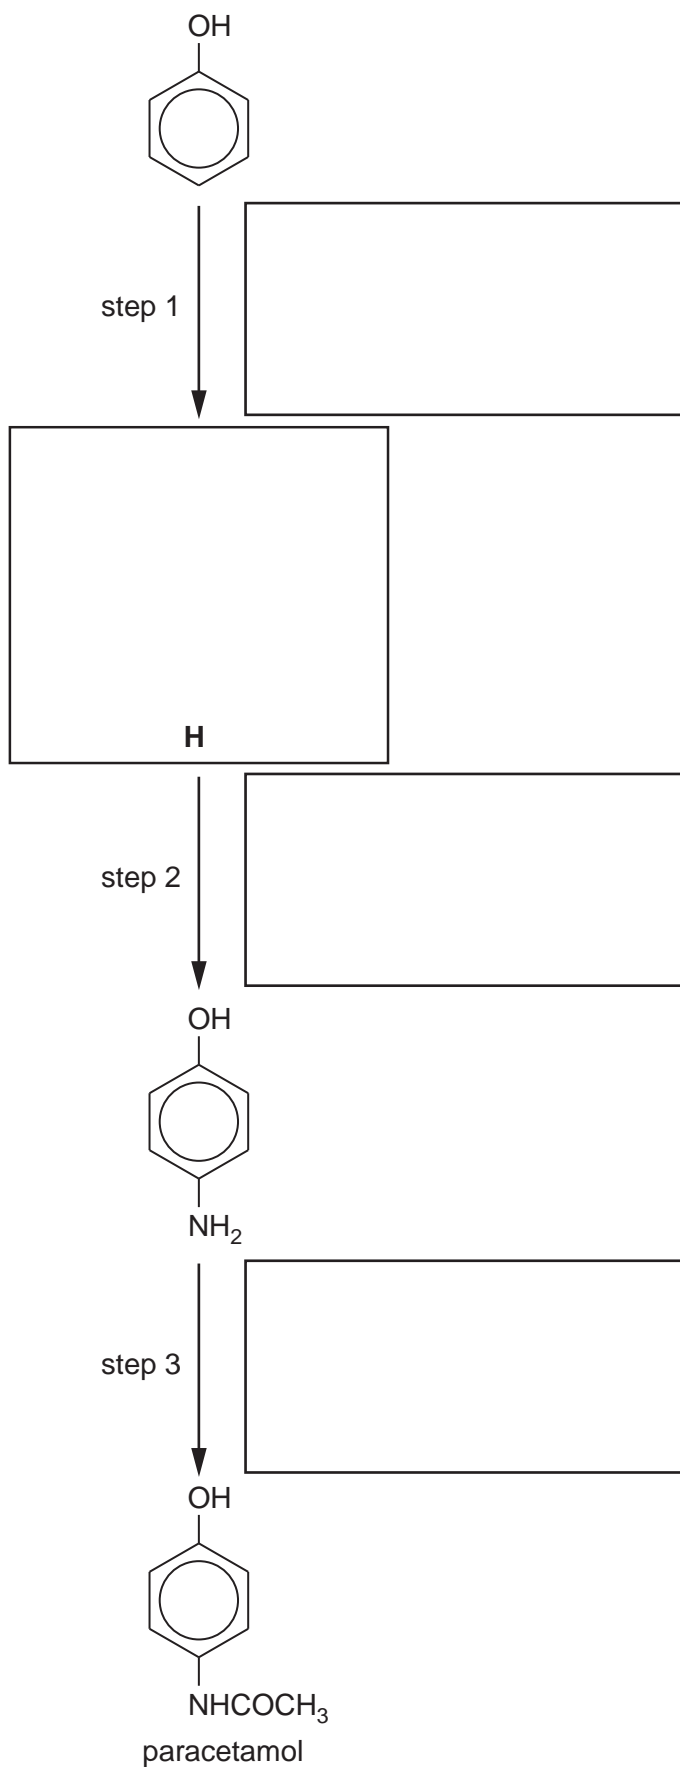 OH
step 1
H
step 2
OH
NH₂
step 3
OH
NHCOCH₃
paracetamol